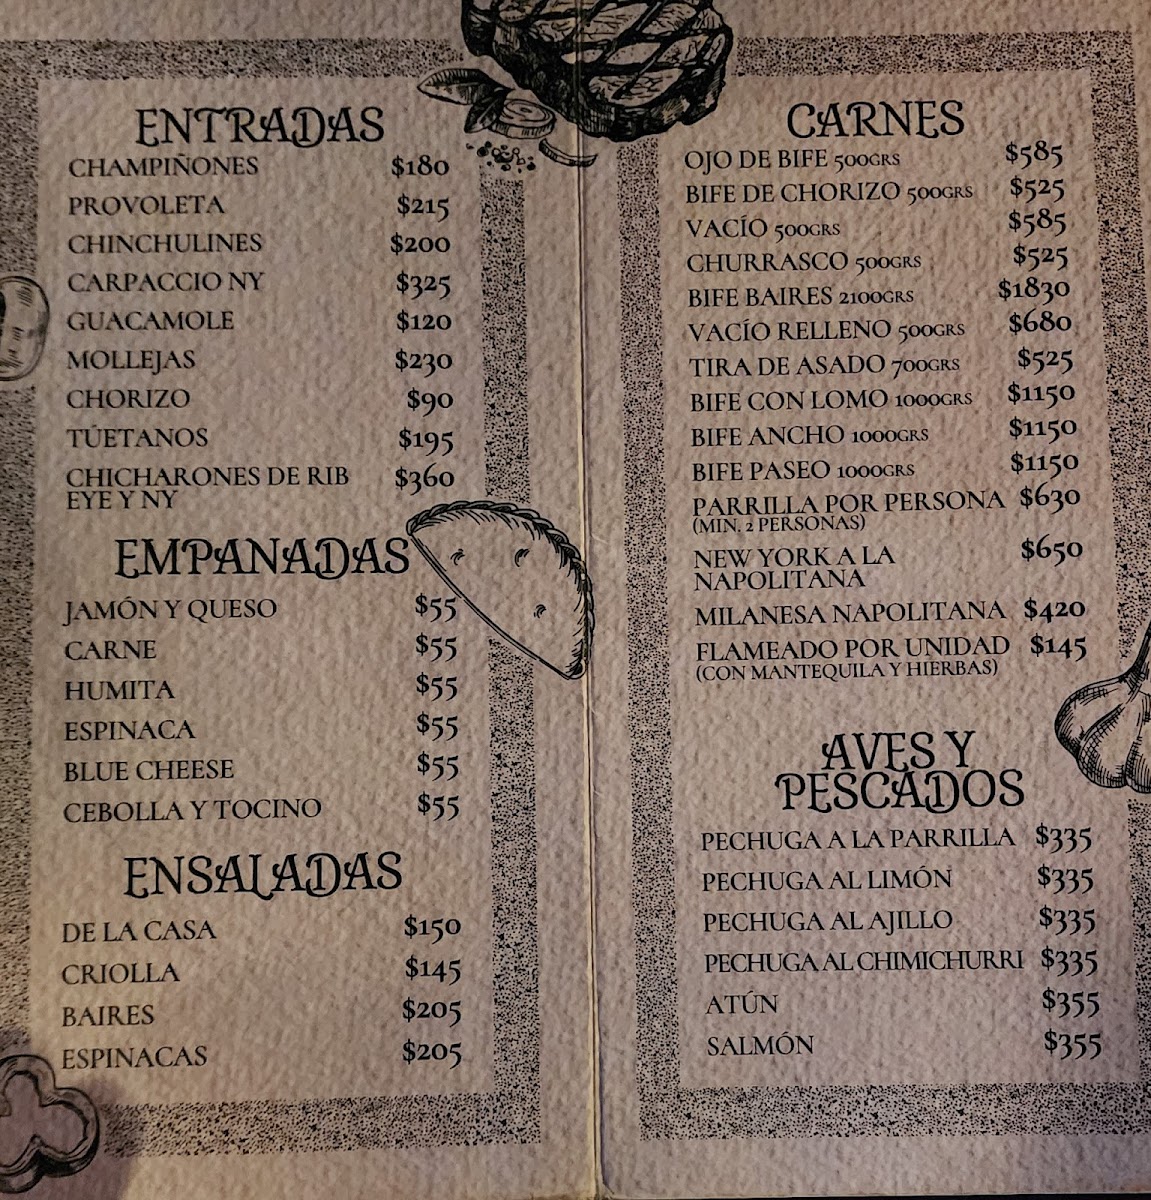 ENTRADAS
CHAMPIÑONES $180
PROVOLETA $215
CHINCHULINES $200
CARPACCIO NY $325
GUACAMOLE $120
MOLLEJAS $230
CHORIZO $90
TÚETANOS $195
CHICHARONES DE RIB $360
EYE Y NY
EMPANADAS
JAMÓN Y QUESO $55
CARNE $55
HUMITA $55
ESPINACA $55
BLUE CHEESE $55
CEBOLLA Y TOCINO $55
ENSALADAS
DE LA CASA $150
CRIOLLA $145
BAIRES $205
ESPINACAS $205
CARNES
OJO DE BIFE 500GRS $585
BIFE DE CHORIZO 500GRS $525
VACÍO 500GRS $585
CHURRASCO 500GRS $525
BIFE BAIRES 2100GRS $1830
VACÍO RELLENO 500GRS $680
TIRA DE ASADO 700GRS $525
BIFE CON LOMO 1000GRS $1150
BIFE ANCHO 1000GRS $1150
BIFE PASEO 1000GRS $1150
PARRILLA POR PERSONA $630
(MIN. 2 PERSONAS)
NEW YORK A LA $650
NAPOLITANA
MILANESA NAPOLITANA $420
FLAMEADO POR UNIDAD $145
(CON MANTEQUILA Y HIERBAS)
AVES Y
PESCADOS
PECHUGA A LA PARRILLA $335
PECHUGA AL LIMÓN $335
PECHUGA AL AJILLO $335
PECHUGA AL CHIMICHURRI $335
ATÚN $355
SALMÓN $355